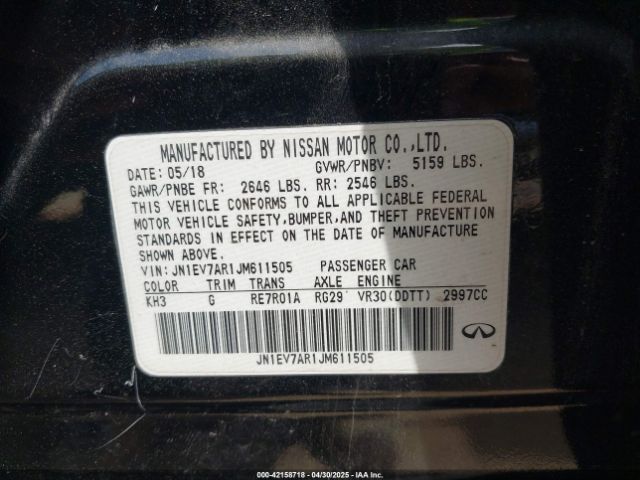 MANUFACTURED BY NISSAN MOTOR CO.,LTD.
DATE: 05/18 GVWR/PNBV: 5159 LBS.
GAWR/PNBE FR: 2646 LBS. RR: 2546 LBS.
THIS VEHICLE CONFORMS TO ALL APPLICABLE FEDERAL
MOTOR VEHICLE SAFETY,BUMPER,AND THEFT PREVENTION
STANDARDS IN EFFECT ON THE DATE OF MANUFACTURE
SHOWN ABOVE.
VIN: JN1EV7AR1JM611505 PASSENGER CAR
COLOR TRIM TRANS AXLE ENGINE
KH3 G RE7R01A RG29 VR30(DDTT) 2997CC
JN1EV7AR1JM611505
000-42158718 - 04/30/2025 - IAA Inc.